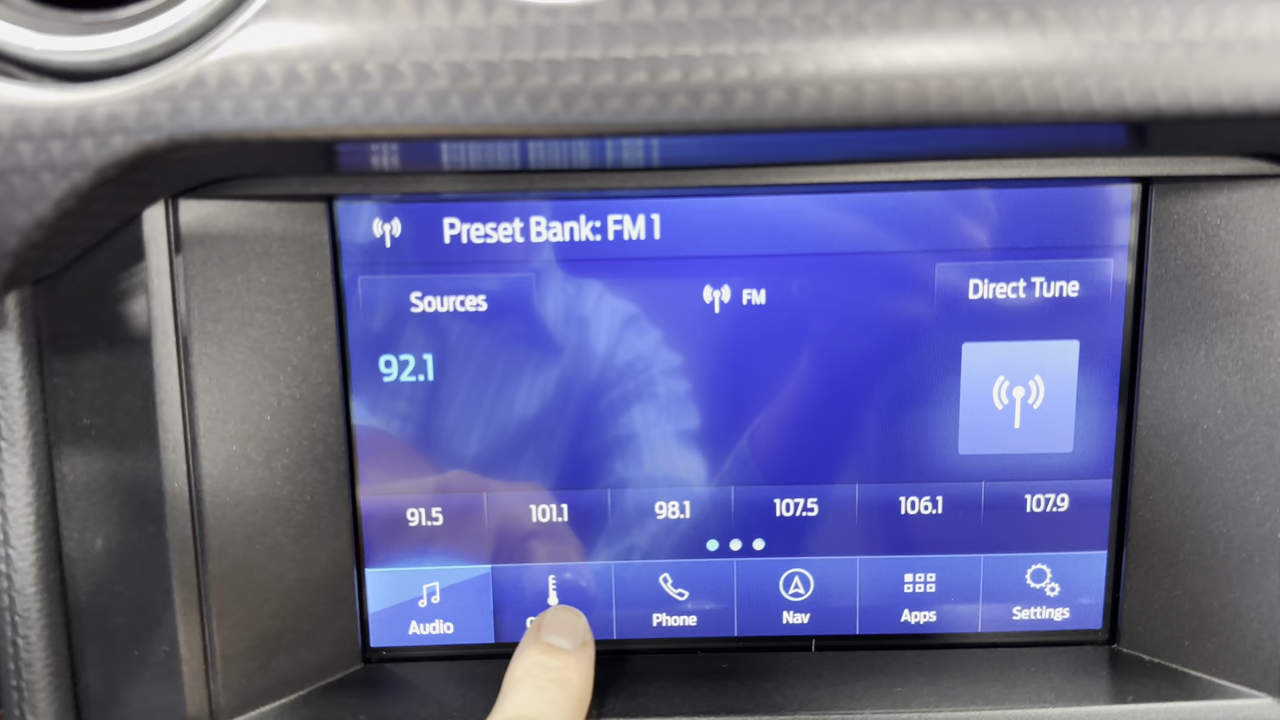 Preset Bank: FM 1
Sources
FM
Direct Tune
92.1
91.5 101.1 98.1 107.5 106.1 107.9
Audio Phone Nav Apps Settings